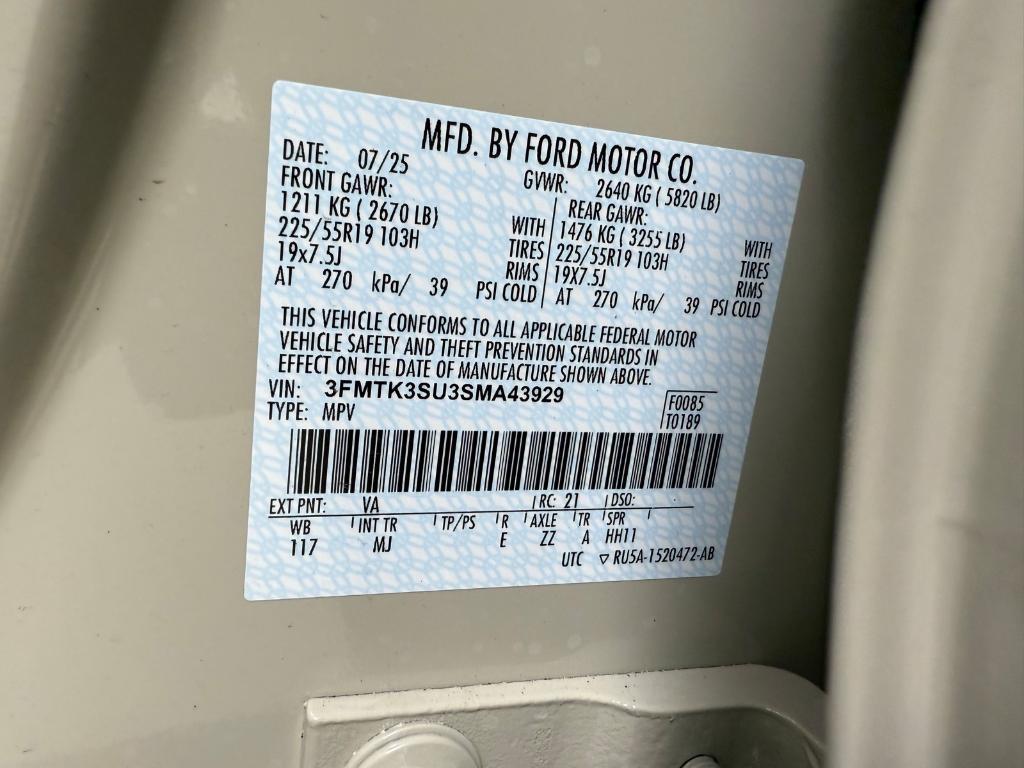 MFD. BY FORD MOTOR CO.
DATE: 07/25 GVWR: 2640 KG ( 5820 LB)
FRONT GAWR: REAR GAWR:
1211 KG ( 2670 LB) WITH 1476 KG ( 3255 LB) WITH
225/55R19 103H TIRES 225/55R19 103H TIRES
19x7.5J RIMS 19X7.5J RIMS
AT 270 kPa/ 39 PSI COLD AT 270 kPa/ 39 PSI COLD
THIS VEHICLE CONFORMS TO ALL APPLICABLE FEDERAL MOTOR
VEHICLE SAFETY AND THEFT PREVENTION STANDARDS IN
EFFECT ON THE DATE OF MANUFACTURE SHOWN ABOVE.
VIN: 3FMTK3SU3SMA43929 F0085
TYPE: MPV T0189
EXT PNT: VA RC: 21 DSO:
WB INT TR TP/PS R AXLE TR SPR
117 MJ E ZZ A HH11
UTC ▽ RU5A-1520472-AB